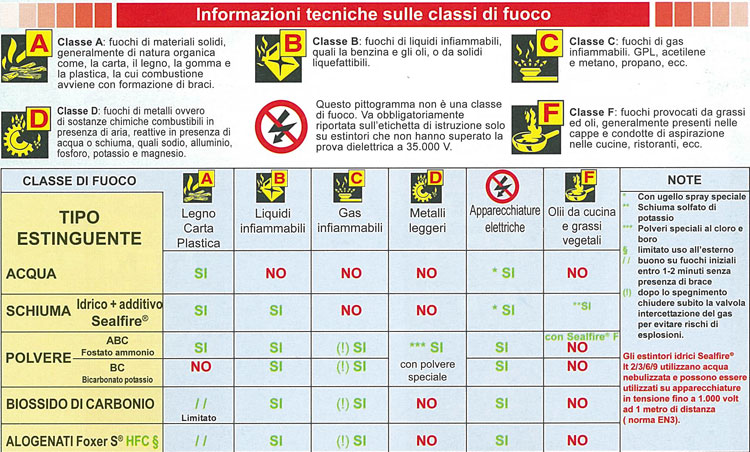 Informazioni tecniche sulle classi di fuoco
A
Classe A: fuochi di materiali solidi,
generalmente di natura organica
come, la carta, il legno, la gomma e
la plastica, la cui combustione
avviene con formazione di braci.
B
Classe B: fuochi di liquidi infiammabili,
quali la benzina e gli oli, o da solidi
liquefattibili.
C
Classe C: fuochi di gas
infiammabili. GPL, acetilene
e metano, propano, ecc.
D
Classe D: fuochi di metalli ovvero
di sostanze chimiche combustibili in
presenza di aria, reattive in presenza di
acqua o schiuma, quali sodio, alluminio,
fosforo, potassio e magnesio.
Questo pittogramma non è una classe
di fuoco. Va obbligatoriamente
riportata sull'etichetta di istruzione solo
su estintori che non hanno superato la
prova dielettrica a 35.000 V.
F
Classe F: fuochi provocati da grassi
ed oli, generalmente presenti nelle
cappe e condotte di aspirazione
nelle cucine, ristoranti, ecc.
CLASSE DI FUOCO
A
B
C
D
F
NOTE
TIPO
ESTINGUENTE
Legno
Carta
Plastica
Liquidi
infiammabili
Gas
infiammabili
Metalli
leggeri
Apparecchiature
elettriche
Olii da cucina
e grassi
vegetali
ACQUA
SI
NO
NO
NO
* SI
NO
SCHIUMA Idrico + additivo
Sealfire®
SI
SI
NO
NO
* SI
**SI
con Sealfire® F
POLVERE
ABC
Fostato ammonio
SI
SI
(!) SI
*** SI
SI
NO
BC
Bicarbonato potassio
NO
SI
(!) SI
con polvere
speciale
SI
NO
BIOSSIDO DI CARBONIO
//
Limitato
SI
(!) SI
NO
SI
NO
ALOGENATI Foxer S® HFC §
//
SI
(!) SI
NO
SI
NO
* Con ugello spray speciale
** Schiuma solfato di
potassio
*** Polveri speciali al cloro e
boro
§ limitato uso all'esterno
// buono su fuochi iniziali
entro 1-2 minuti senza
presenza di brace
(!) dopo lo spegnimento
chiudere subito la valvola
intercettazione del gas
per evitare rischi di
esplosioni.
Gli estintori idrici Sealfire®
lt 2/3/6/9 utilizzano acqua
nebulizzata e possono essere
utilizzati su apparecchiature
in tensione fino a 1.000 volt
ad 1 metro di distanza
( norma EN3).